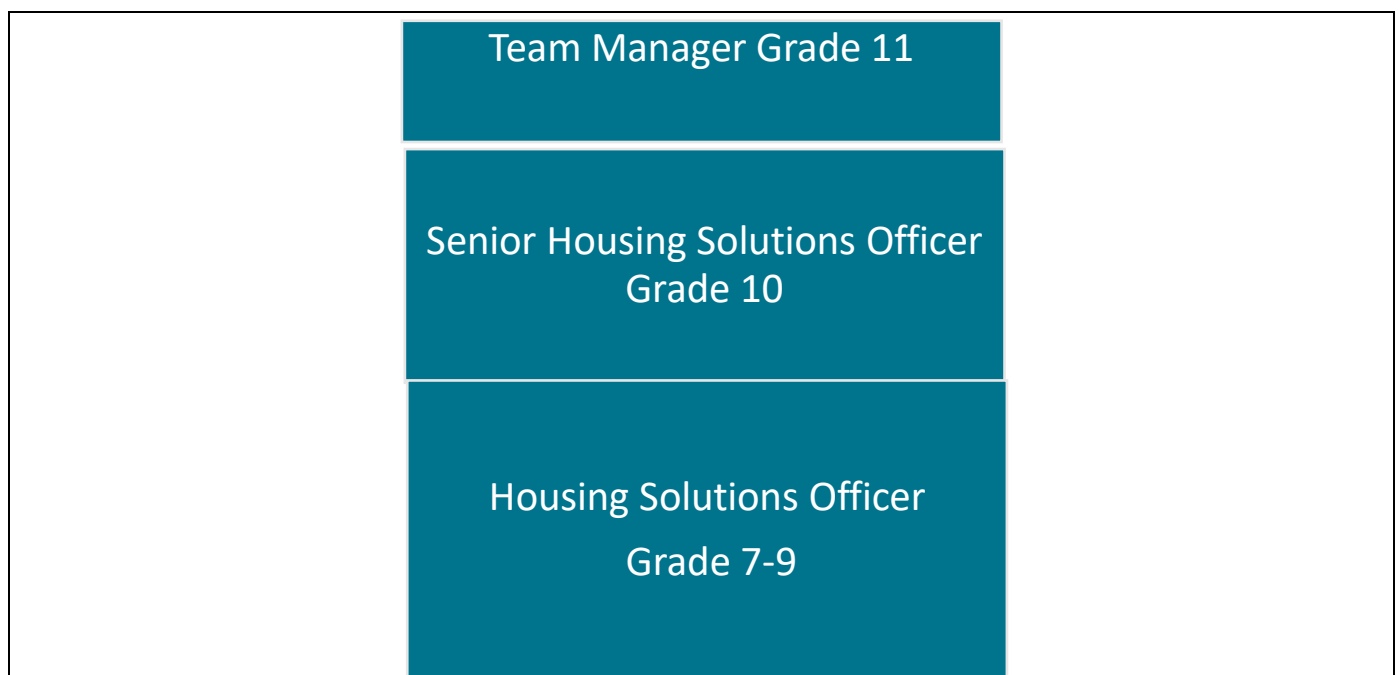 Team Manager Grade 11
Senior Housing Solutions Officer
Grade 10
Housing Solutions Officer
Grade 7-9